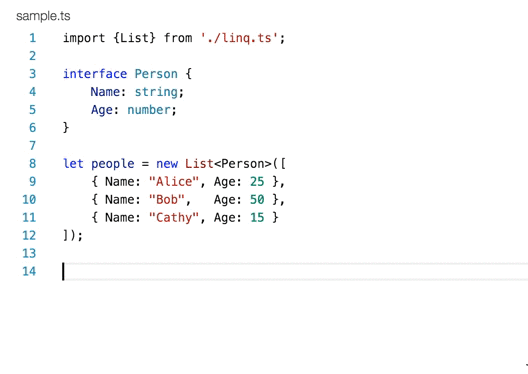 sample.ts
1 import {List} from './linq.ts';
2
3 interface Person {
4     Name: string;
5     Age: number;
6 }
7
8 let people = new List<Person>([
9     { Name: "Alice", Age: 25 },
10     { Name: "Bob",   Age: 50 },
11     { Name: "Cathy", Age: 15 }
12 ]);
13
14